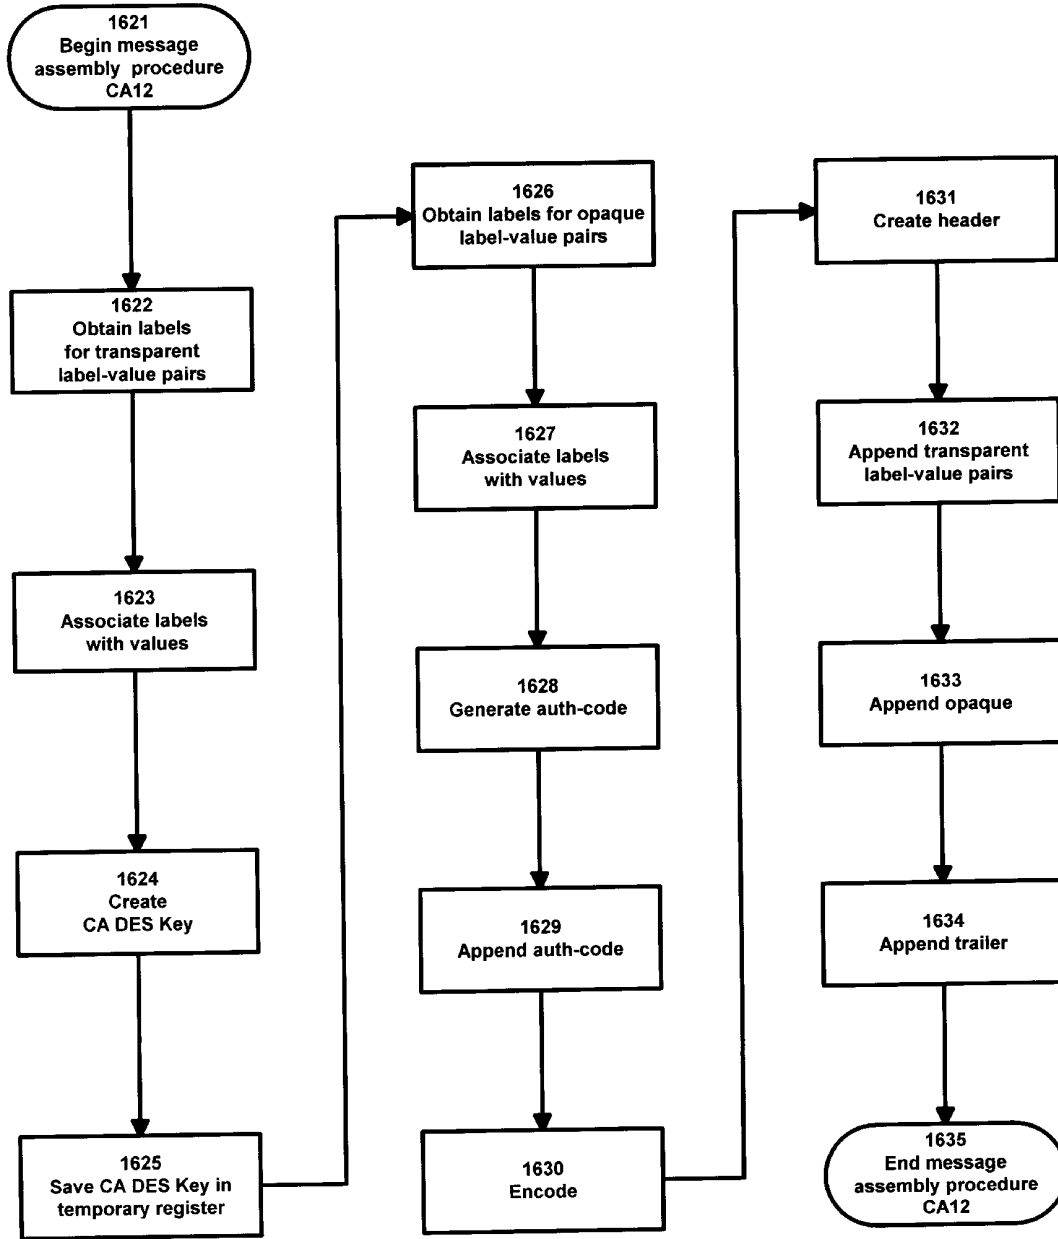 1621
Begin message
assembly procedure
CA12
1622
Obtain labels
for transparent
label-value pairs
1623
Associate labels
with values
1624
Create
CA DES Key
1625
Save CA DES Key in
temporary register
1626
Obtain labels for opaque
label-value pairs
1627
Associate labels
with values
1628
Generate auth-code
1629
Append auth-code
1630
Encode
1631
Create header
1632
Append transparent
label-value pairs
1633
Append opaque
1634
Append trailer
1635
End message
assembly procedure
CA12